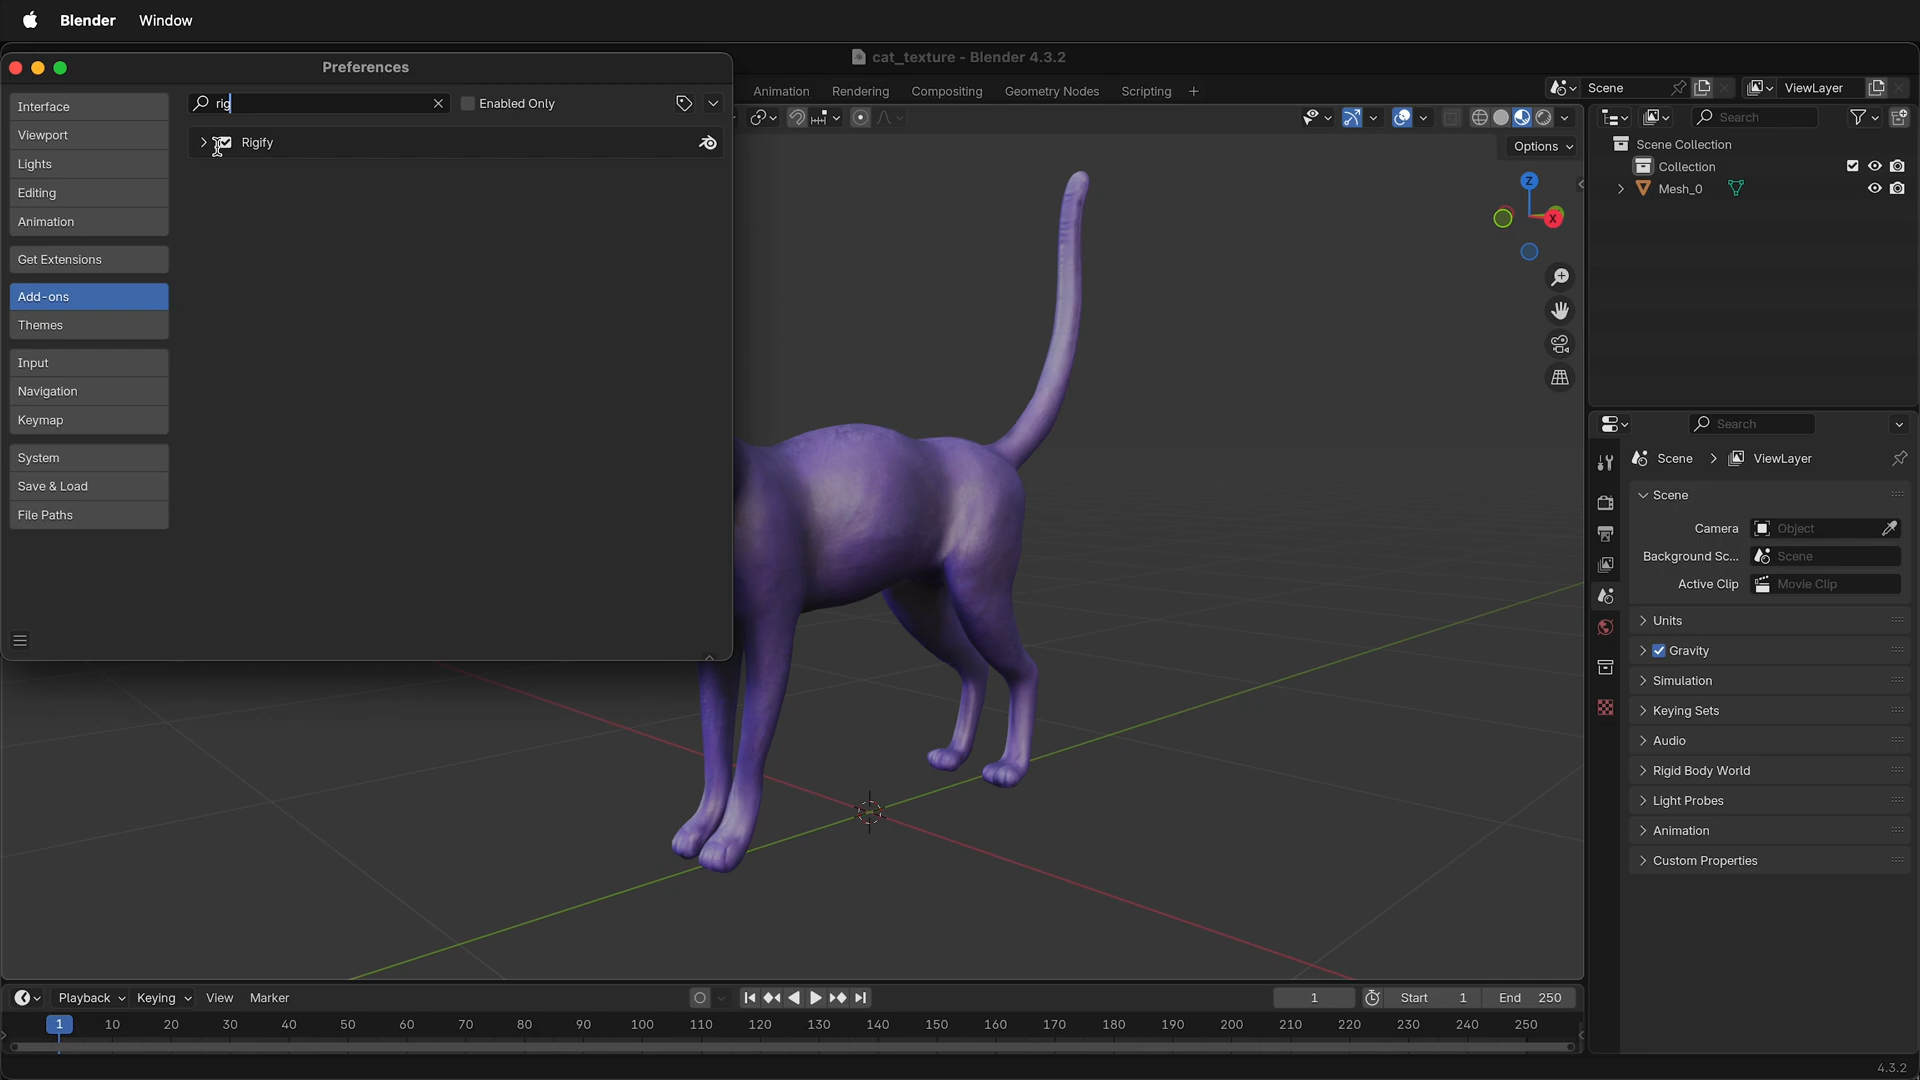 Blender Window
cat_texture - Blender 4.3.2
Preferences
Interface
Viewport
Lights
Editing
Animation
Get Extensions
Add-ons
Themes
Input
Navigation
Keymap
System
Save & Load
File Paths
rig
Enabled Only
Rigify
Animation Rendering Compositing Geometry Nodes Scripting +
Scene
ViewLayer
Options
Z
X
Search
Scene Collection
Collection
Mesh_0
Search
Scene > ViewLayer
Scene
Camera Object
Background Sc... Scene
Active Clip Movie Clip
Units
Gravity
Simulation
Keying Sets
Audio
Rigid Body World
Light Probes
Animation
Custom Properties
Playback Keying View Marker
1 Start 1 End 250
1 10 20 30 40 50 60 70 80 90 100 110 120 130 140 150 160 170 180 190 200 210 220 230 240 250
4.3.2